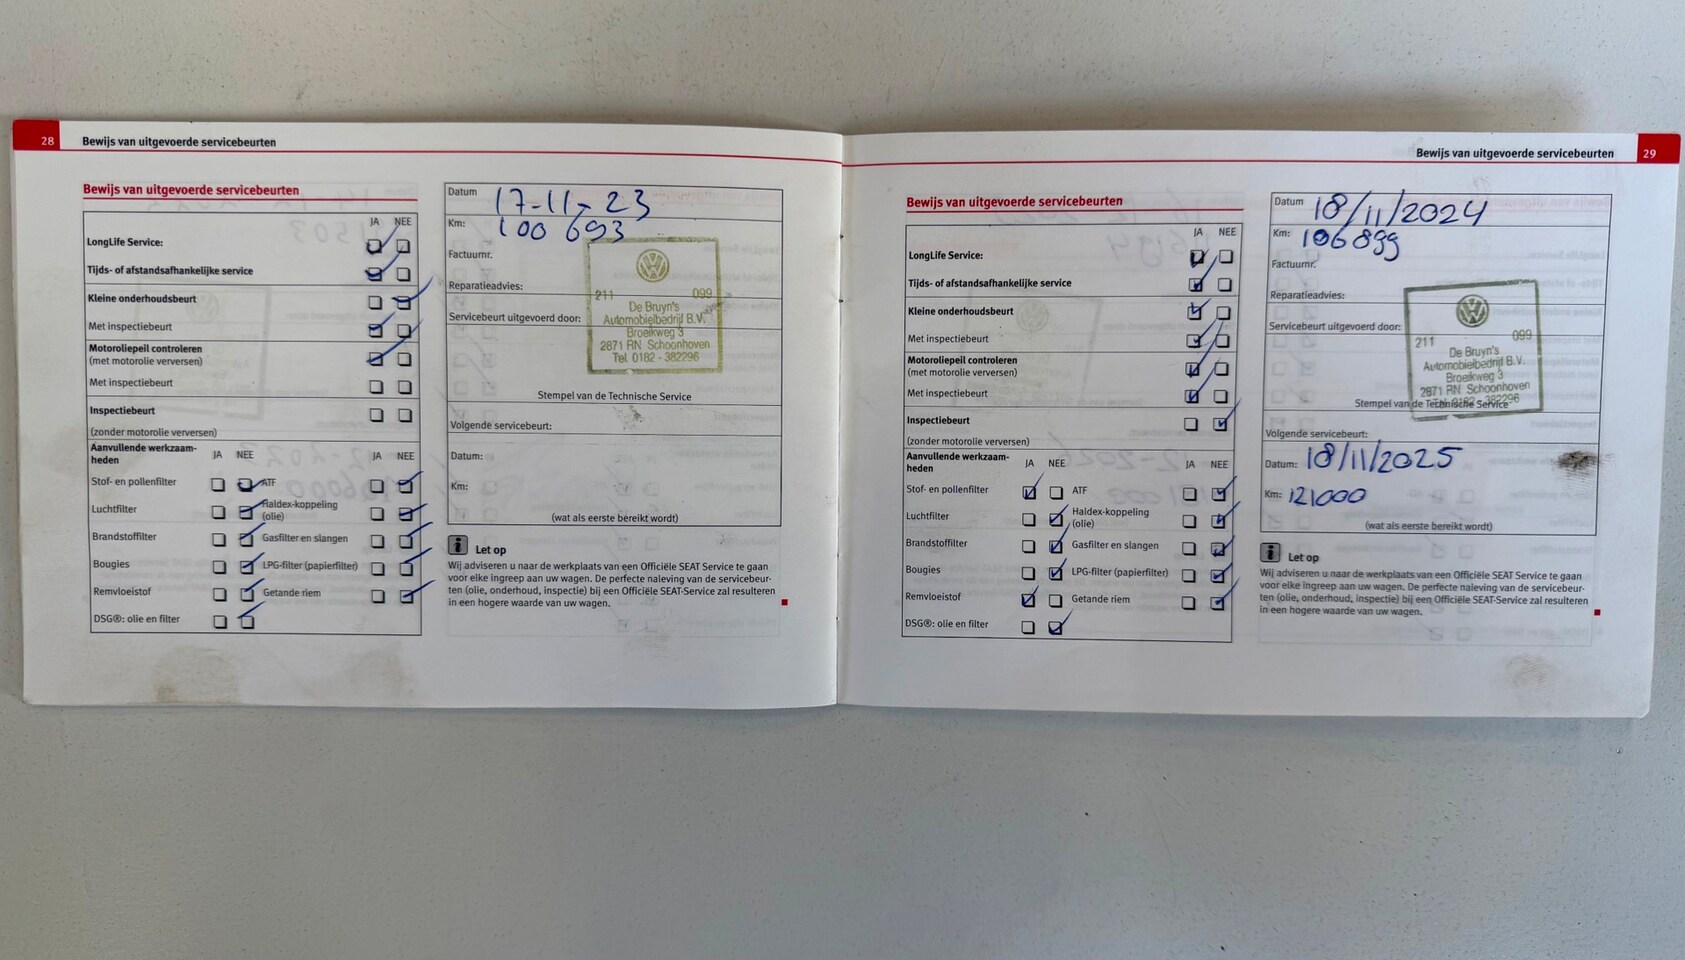 28 Bewijs van uitgevoerde servicebeurten
Bewijs van uitgevoerde servicebeurten
JA NEE
LongLife Service:
Tijds- of afstandsafhankelijke service
Kleine onderhoudsbeurt
Met inspectiebeurt
Motoroliepeil controleren
(met motorolie verversen)
Met inspectiebeurt
Inspectiebeurt
(zonder motorolie verversen)
Aanvullende werkzaam-
heden
JA NEE JA NEE
Stof- en pollenfilter ATF
Luchtfilter Haldex-koppeling
(olie)
Brandstoffilter Gasfilter en slangen
Bougies LPG-filter (papierfilter)
Remvloeistof Getande riem
DSG®: olie en filter
Datum 17-11-23
Km: 100 693
Factuurnr.
Reparatieadvies:
Servicebeurt uitgevoerd door:
211 099
De Bruyn's
Automobielbedrijf B.V.
Broeikweg 3
2871 RN Schoonhoven
Tel. 0182 - 382296
Stempel van de Technische Service
Volgende servicebeurt:
Datum:
Km:
(wat als eerste bereikt wordt)
i Let op
Wij adviseren u naar de werkplaats van een Officiële SEAT Service te gaan
voor elke ingreep aan uw wagen. De perfecte naleving van de servicebeur-
ten (olie, onderhoud, inspectie) bij een Officiële SEAT-Service zal resulteren
in een hogere waarde van uw wagen.
Bewijs van uitgevoerde servicebeurten 29
Bewijs van uitgevoerde servicebeurten
JA NEE
LongLife Service:
Tijds- of afstandsafhankelijke service
Kleine onderhoudsbeurt
Met inspectiebeurt
Motoroliepeil controleren
(met motorolie verversen)
Met inspectiebeurt
Inspectiebeurt
(zonder motorolie verversen)
Aanvullende werkzaam-
heden
JA NEE JA NEE
Stof- en pollenfilter ATF
Luchtfilter Haldex-koppeling
(olie)
Brandstoffilter Gasfilter en slangen
Bougies LPG-filter (papierfilter)
Remvloeistof Getande riem
DSG®: olie en filter
Datum 18/11/2024
Km: 106899
Factuurnr.
Reparatieadvies:
Servicebeurt uitgevoerd door:
211 099
De Bruyn's
Automobielbedrijf B.V.
Broeikweg 3
2871 RN Schoonhoven
Tel. 0182 - 382296
Stempel van de Technische Service
Volgende servicebeurt:
Datum: 18/11/2025
Km: 121000
(wat als eerste bereikt wordt)
i Let op
Wij adviseren u naar de werkplaats van een Officiële SEAT Service te gaan
voor elke ingreep aan uw wagen. De perfecte naleving van de servicebeur-
ten (olie, onderhoud, inspectie) bij een Officiële SEAT-Service zal resulteren
in een hogere waarde van uw wagen.